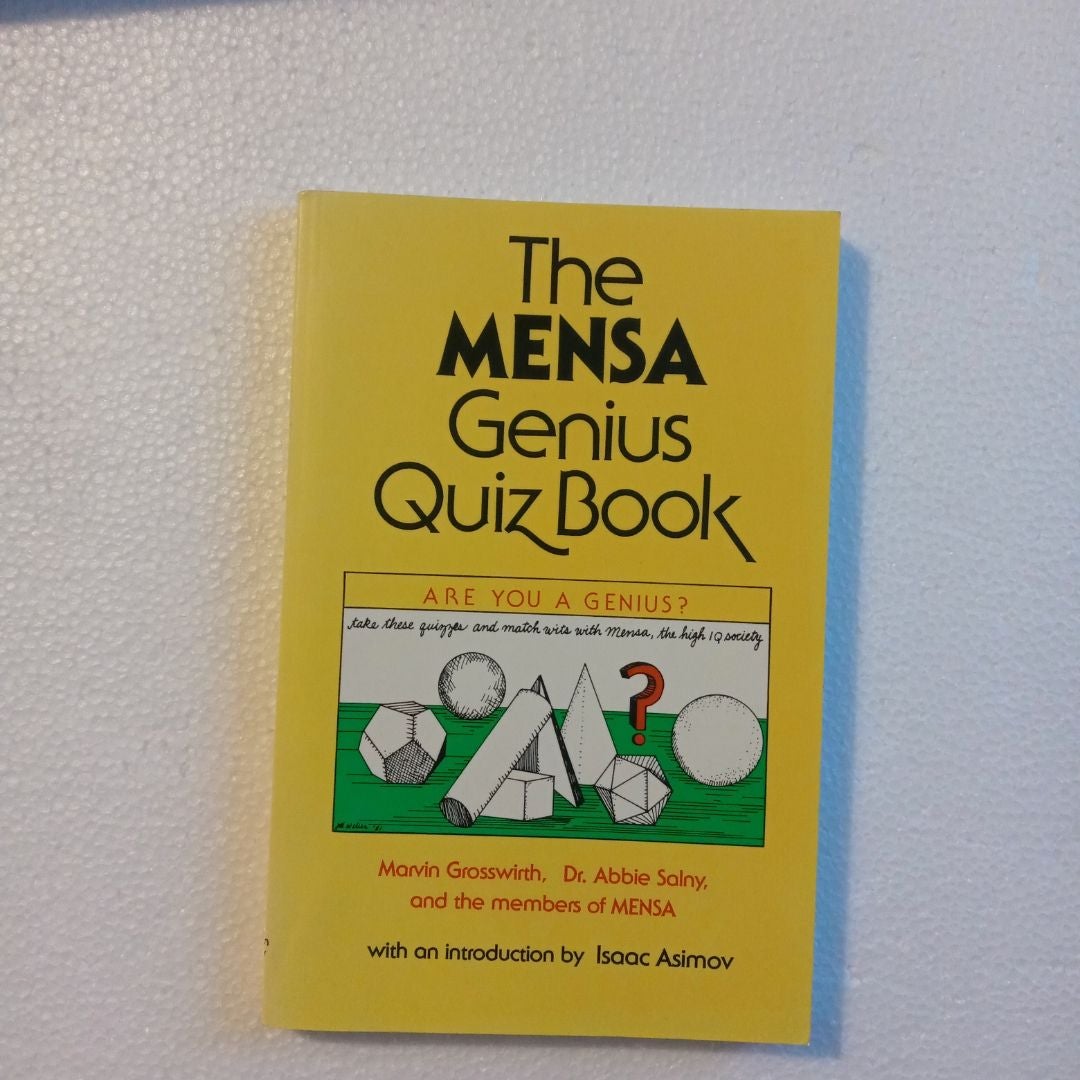 The
MENSA
Genius
Quiz Book
ARE YOU A GENIUS?
take these quizzes and match wits with Mensa, the high IQ society
?
Marvin Grosswirth, Dr. Abbie Salny,
and the members of MENSA
with an introduction by Isaac Asimov